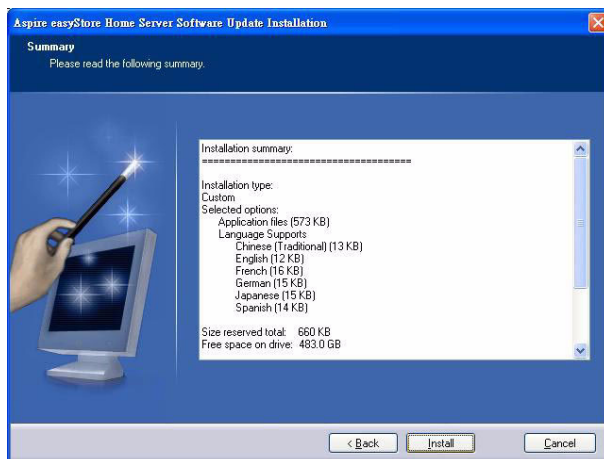 Aspire easyStore Home Server Software Update Installation
Summary
Please read the following summary.
Installation summary:
=====================================
Installation type:
Custom
Selected options:
Application files (573 KB)
Language Supports
Chinese (Traditional) (13 KB)
English (12 KB)
French (16 KB)
German (15 KB)
Japanese (15 KB)
Spanish (14 KB)
Size reserved total: 660 KB
Free space on drive: 483.0 GB
< Back
Install
Cancel